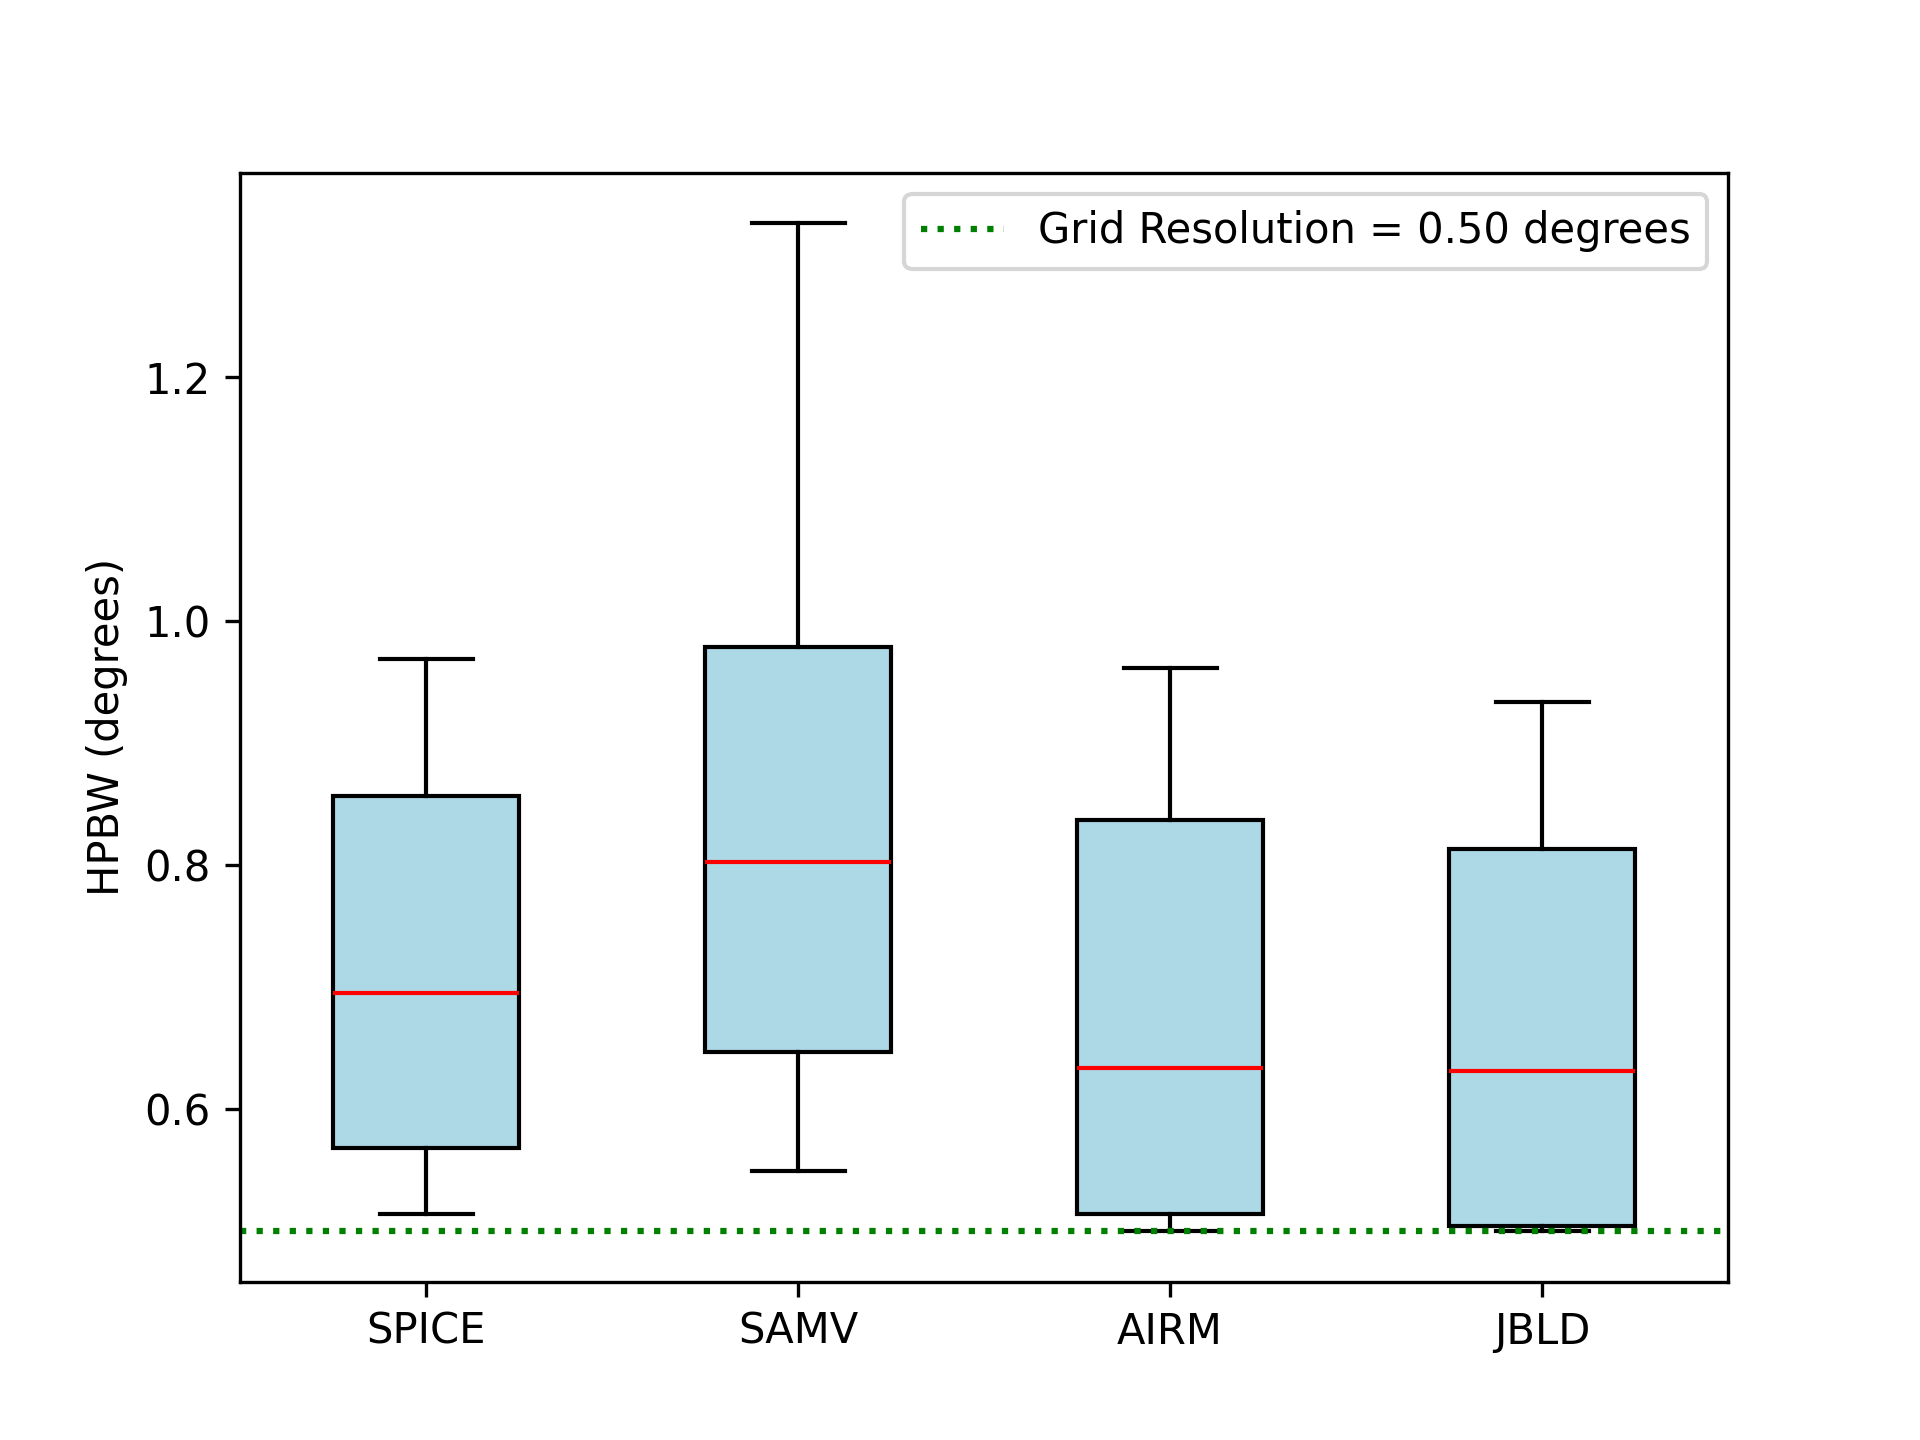 Grid Resolution = 0.50 degrees
HPBW (degrees)
1.2
1.0
0.8
0.6
SPICE SAMV AIRM JBLD